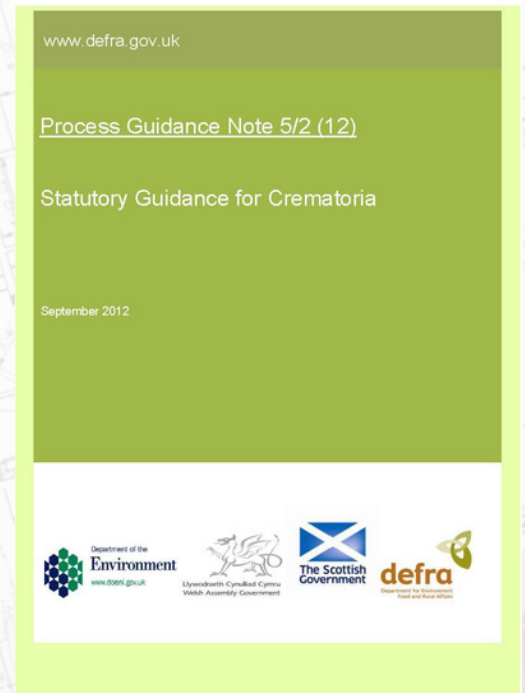 www.defra.gov.uk
Process Guidance Note 5/2 (12)
Statutory Guidance for Crematoria
September 2012
Department of the
Environment
www.doeni.gov.uk
Llywodraeth Cynulliad Cymru
Welsh Assembly Government
The Scottish
Government
defra
Department for Environment
Food and Rural Affairs